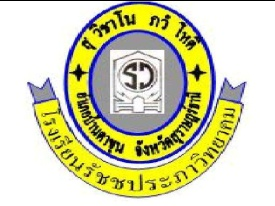 สุ วิชาโน ภวํ โหติ
รว
อำเภอบ้านตาขุน จังหวัดสุราษฎร์ธานี
โรงเรียนรัชชประภาวิทยาคม